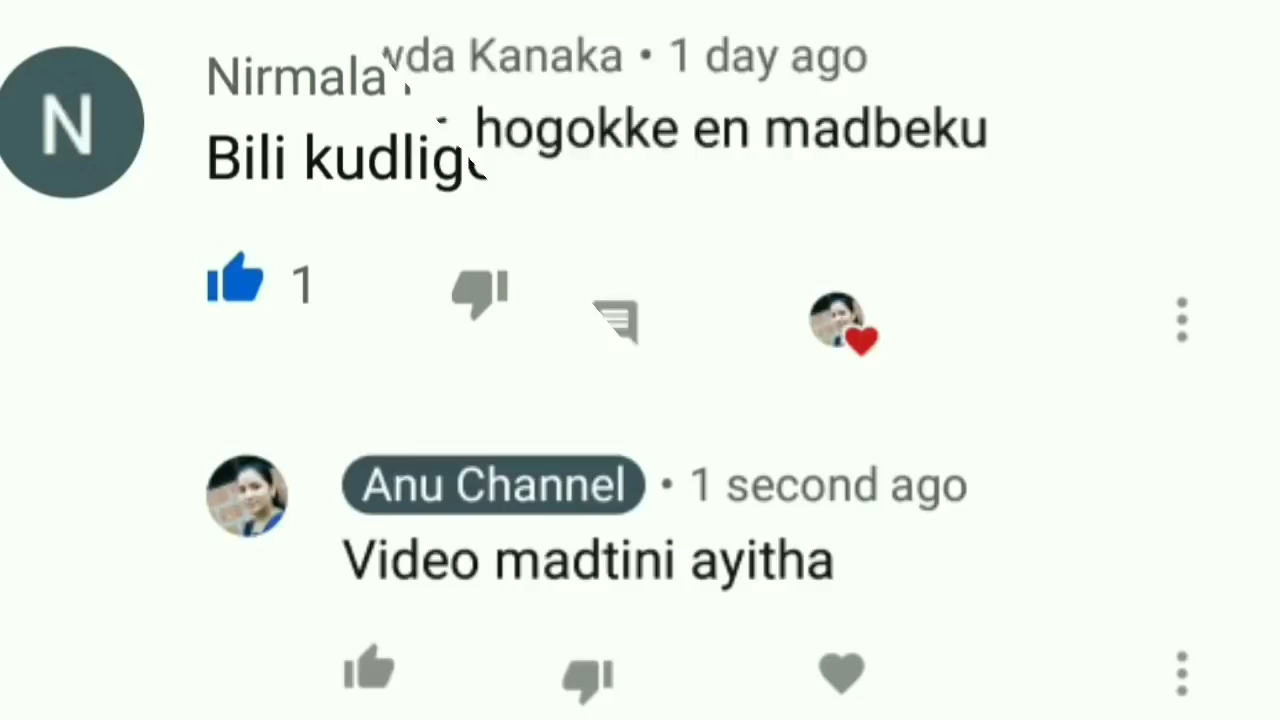 N
Nirmala wda Kanaka • 1 day ago
Bili kudlig hogokke en madbeku
1
Anu Channel • 1 second ago
Video madtini ayitha